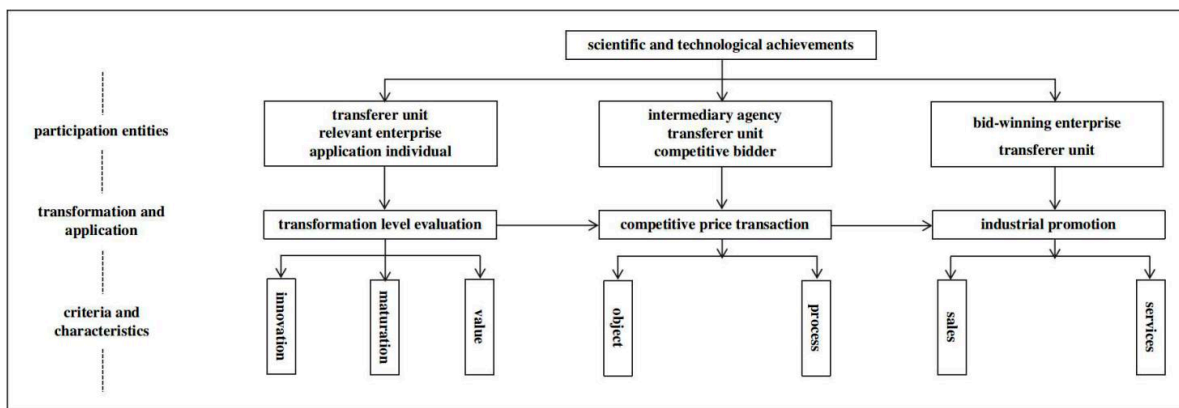 scientific and technological achievements
participation entities
transferer unit
relevant enterprise
application individual
intermediary agency
transferer unit
competitive bidder
bid-winning enterprise
transferer unit
transformation and
application
transformation level evaluation
competitive price transaction
industrial promotion
criteria and
characteristics
innovation
maturation
value
object
process
sales
services